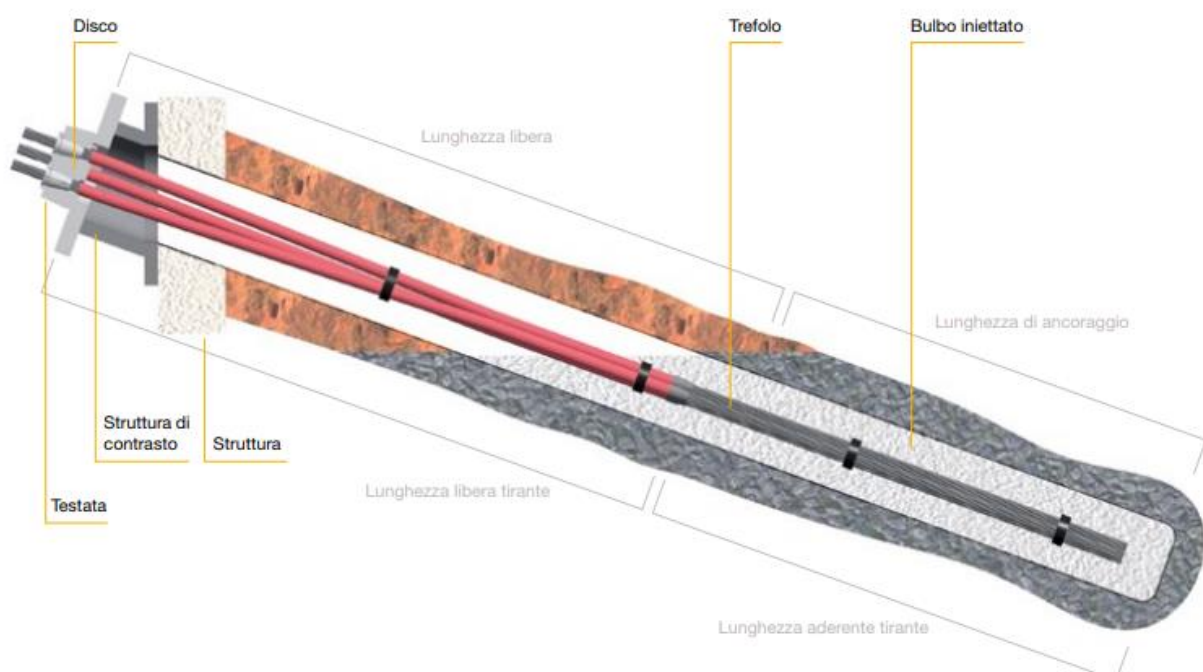 Disco
Trefolo
Bulbo iniettato
Lunghezza libera
Lunghezza di ancoraggio
Struttura di
contrasto
Struttura
Lunghezza libera tirante
Testata
Lunghezza aderente tirante